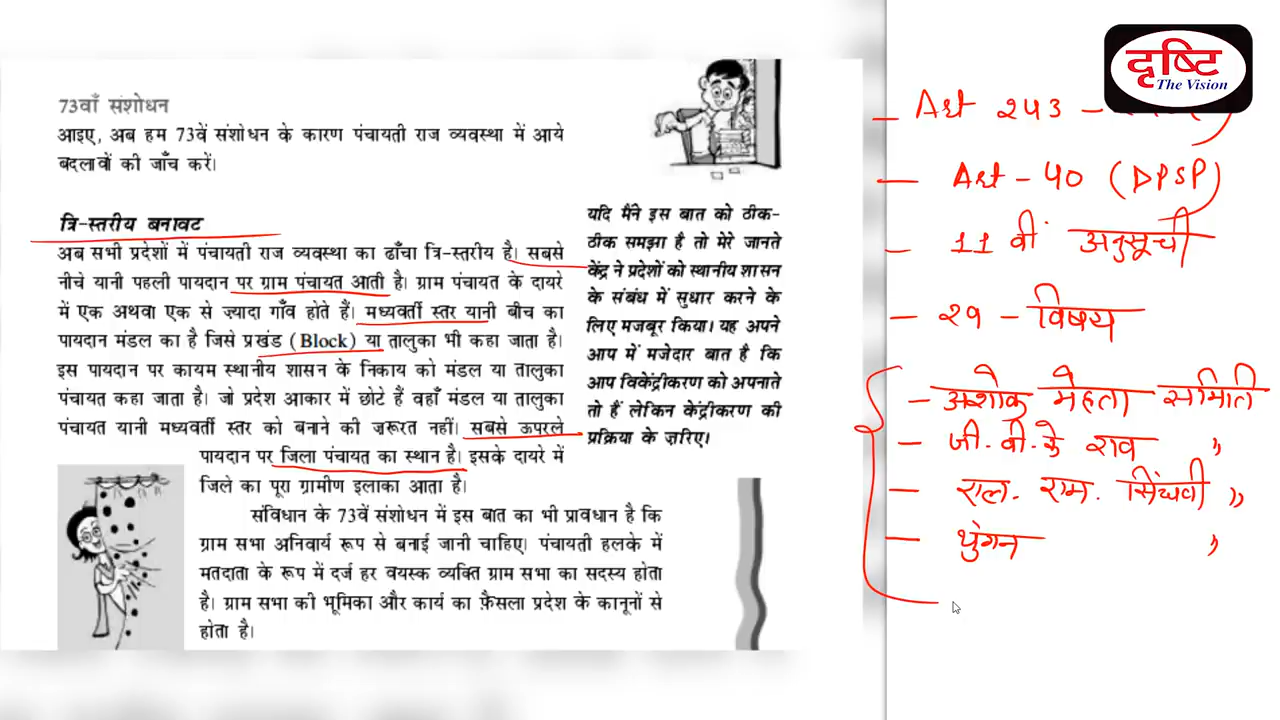 73वाँ संशोधन
आइए, अब हम 73वें संशोधन के कारण पंचायती राज व्यवस्था में आये
बदलावों की जाँच करें।
त्रि-स्तरीय बनावट
अब सभी प्रदेशों में पंचायती राज व्यवस्था का ढाँचा त्रि-स्तरीय है। सबसे
नीचे यानी पहली पायदान पर ग्राम पंचायत आती है। ग्राम पंचायत के दायरे
में एक अथवा एक से ज्यादा गाँव होते हैं। मध्यवर्ती स्तर यानी बीच का
पायदान मंडल का है जिसे प्रखंड (Block) या तालुका भी कहा जाता है।
इस पायदान पर कायम स्थानीय शासन के निकाय को मंडल या तालुका
पंचायत कहा जाता है। जो प्रदेश आकार में छोटे हैं वहाँ मंडल या तालुका
पंचायत यानी मध्यवर्ती स्तर को बनाने की ज़रूरत नहीं। सबसे ऊपरले
पायदान पर जिला पंचायत का स्थान है। इसके दायरे में
जिले का पूरा ग्रामीण इलाका आता है।
संविधान के 73वें संशोधन में इस बात का भी प्रावधान है कि
ग्राम सभा अनिवार्य रूप से बनाई जानी चाहिए। पंचायती हलके में
मतदाता के रूप में दर्ज हर वयस्क व्यक्ति ग्राम सभा का सदस्य होता
है। ग्राम सभा की भूमिका और कार्य का फ़ैसला प्रदेश के कानूनों से
होता है।
यदि मैंने इस बात को ठीक-
ठीक समझा है तो मेरे जानते
केंद्र ने प्रदेशों को स्थानीय शासन
के संबंध में सुधार करने के
लिए मजबूर किया। यह अपने
आप में मजेदार बात है कि
आप विकेंद्रीकरण को अपनाते
तो हैं लेकिन केंद्रीकरण की
प्रक्रिया के ज़रिए।
दृष्टि
The Vision
- Art 243 -
- Art - 40 (DPSP)
- 11 वीं अनुसूची
- 29 - विषय
- अशोक मेहता समिति
- जी. वी. के राव "
- एल. एम. सिंघवी "
- थुंगन "